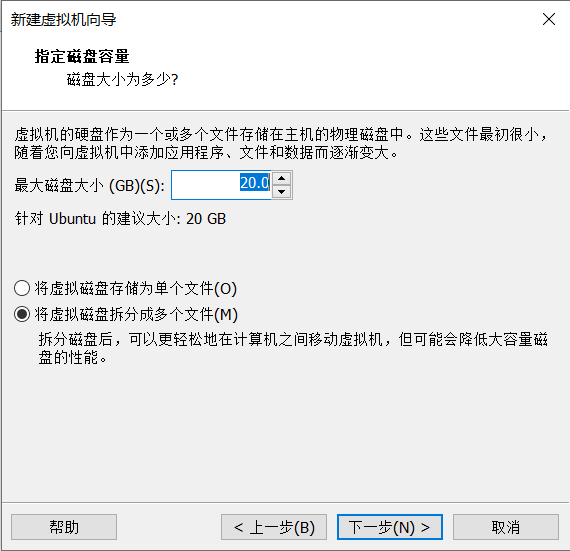 新建虚拟机向导
指定磁盘容量
磁盘大小为多少?
虚拟机的硬盘作为一个或多个文件存储在主机的物理磁盘中。这些文件最初很小，
随着您向虚拟机中添加应用程序、文件和数据而逐渐变大。
最大磁盘大小 (GB)(S): 20.0
针对 Ubuntu 的建议大小: 20 GB
将虚拟磁盘存储为单个文件(O)
将虚拟磁盘拆分成多个文件(M)
拆分磁盘后，可以更轻松地在计算机之间移动虚拟机，但可能会降低大容量磁
盘的性能。
帮助 < 上一步(B) 下一步(N) > 取消